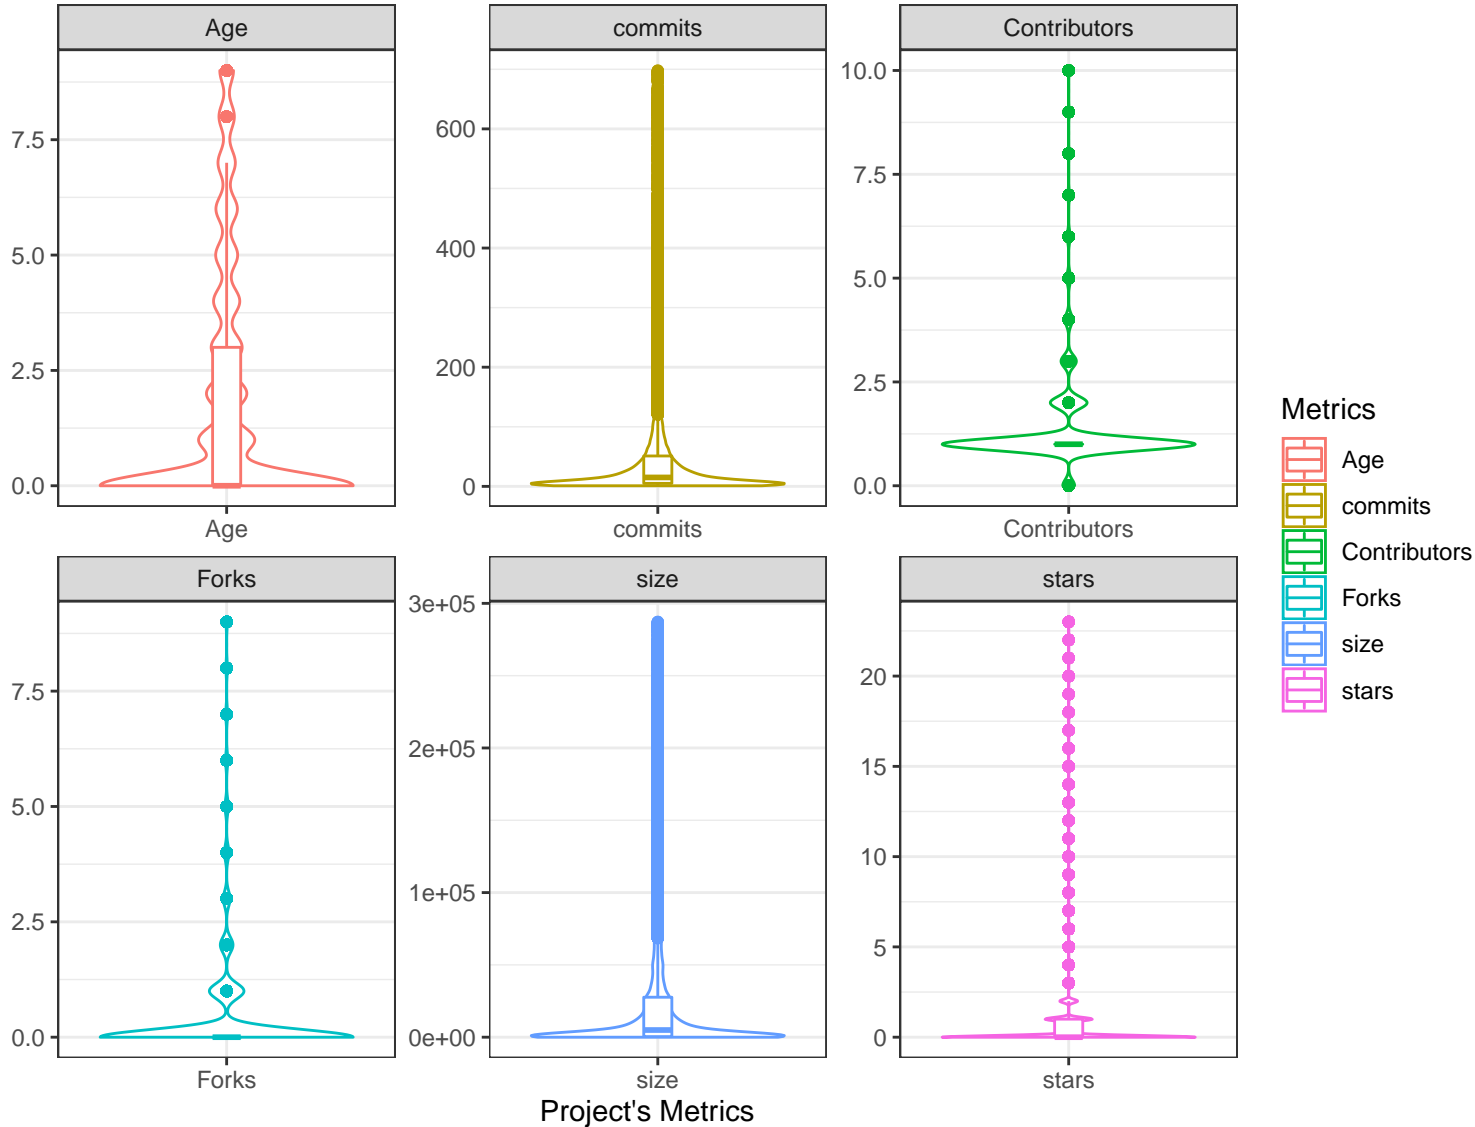 Age commits Contributors
10.0
7.5 600 7.5
5.0 400 5.0
2.5 200 2.5
0.0 0 0.0
Age commits Contributors
Forks size stars
3e+05
7.5 2e+05 20
5.0 15
2.5 1e+05 10
5
0.0 0e+00 0
Forks size stars
Project's Metrics
Metrics
Age
commits
Contributors
Forks
size
stars